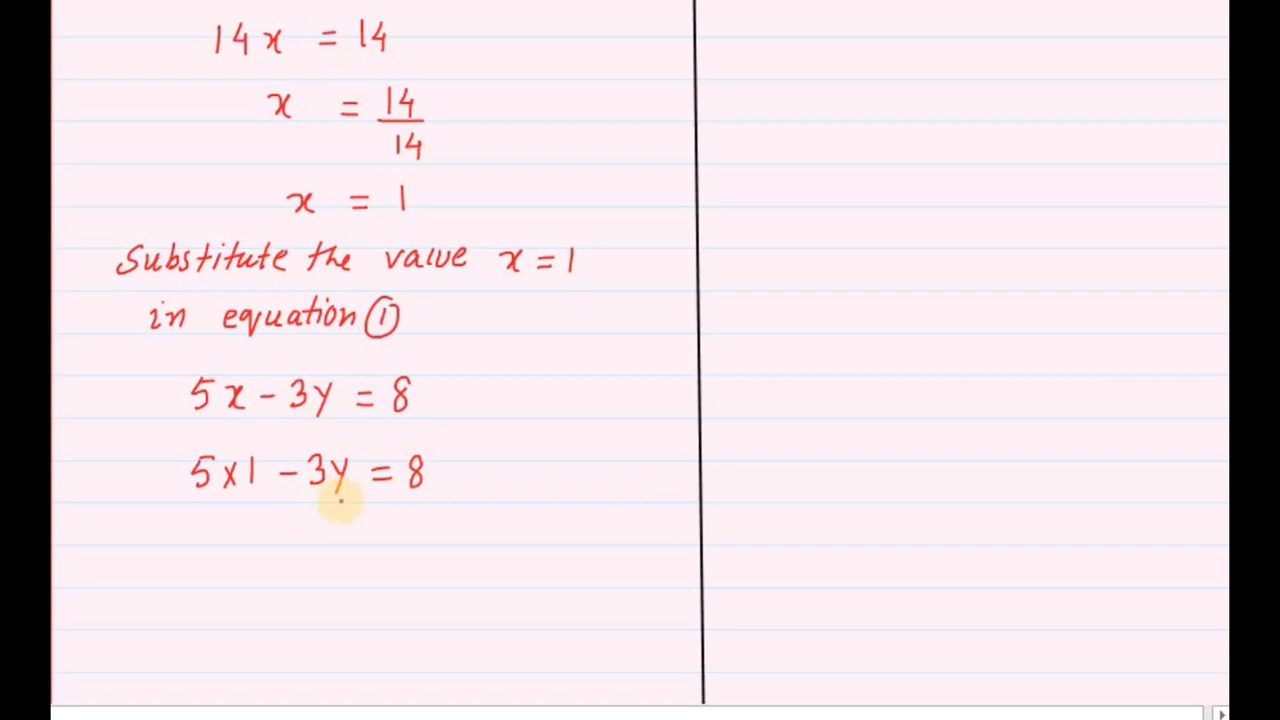 14x = 14
x = 14/14
x = 1
Substitute the value x = 1
in equation ①
5x - 3y = 8
5x1 - 3y = 8